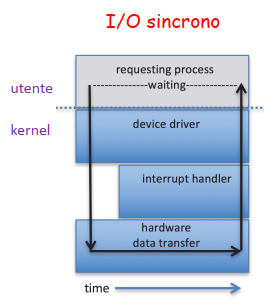 I/O sincrono
requesting process
waiting
utente
kernel
device driver
interrupt handler
hardware
data transfer
time